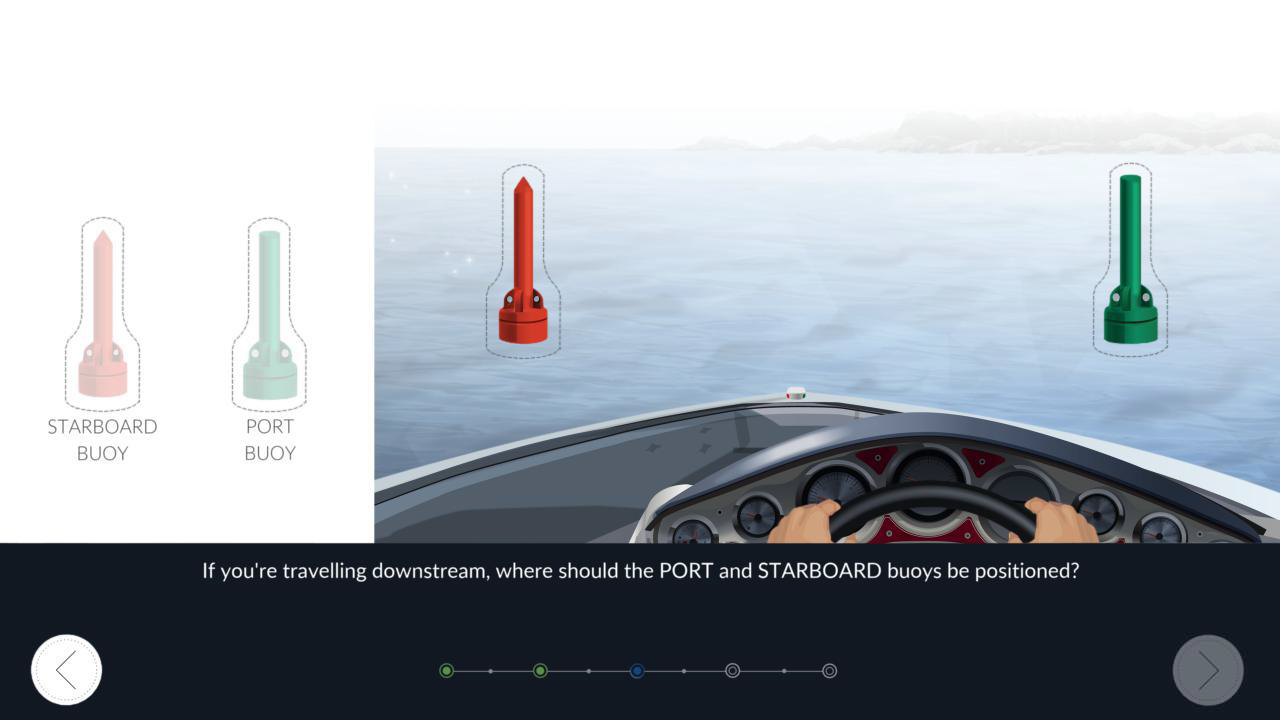 STARBOARD
BUOY
PORT
BUOY
If you're travelling downstream, where should the PORT and STARBOARD buoys be positioned?